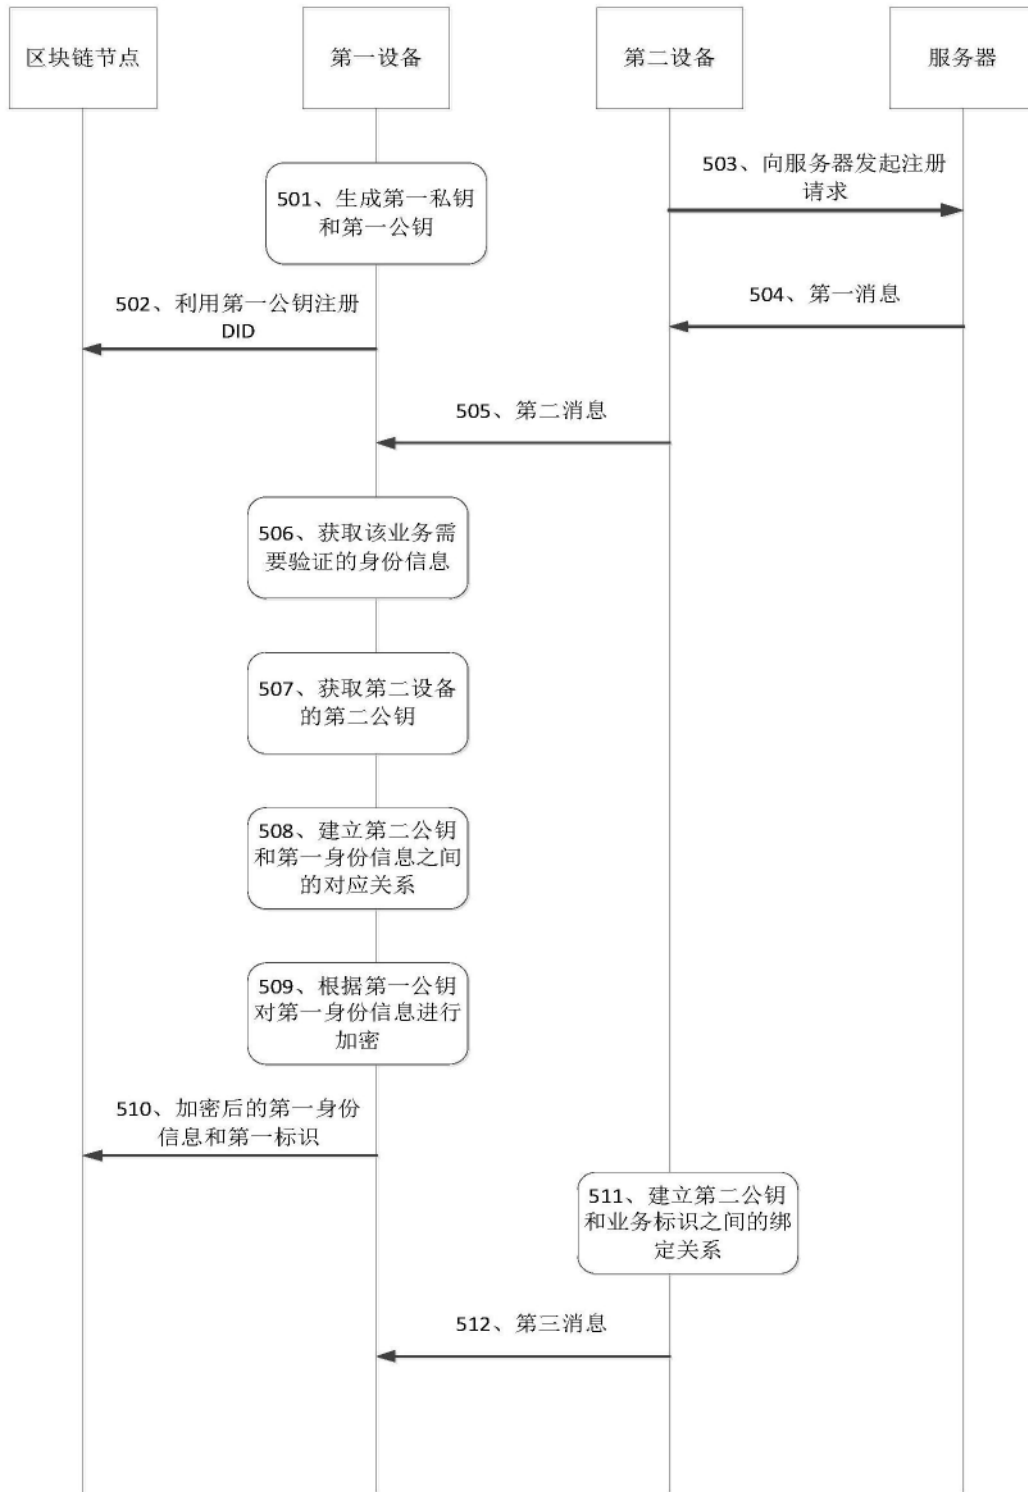 区块链节点
第一设备
第二设备
服务器
503、向服务器发起注册
请求
501、生成第一私钥
和第一公钥
504、第一消息
502、利用第一公钥注册
DID
505、第二消息
506、获取该业务需
要验证的身份信息
507、获取第二设备
的第二公钥
508、建立第二公钥
和第一身份信息之间
的对应关系
509、根据第一公钥
对第一身份信息进行
加密
510、加密后的第一身份
信息和第一标识
511、建立第二公钥
和业务标识之间的绑
定关系
512、第三消息